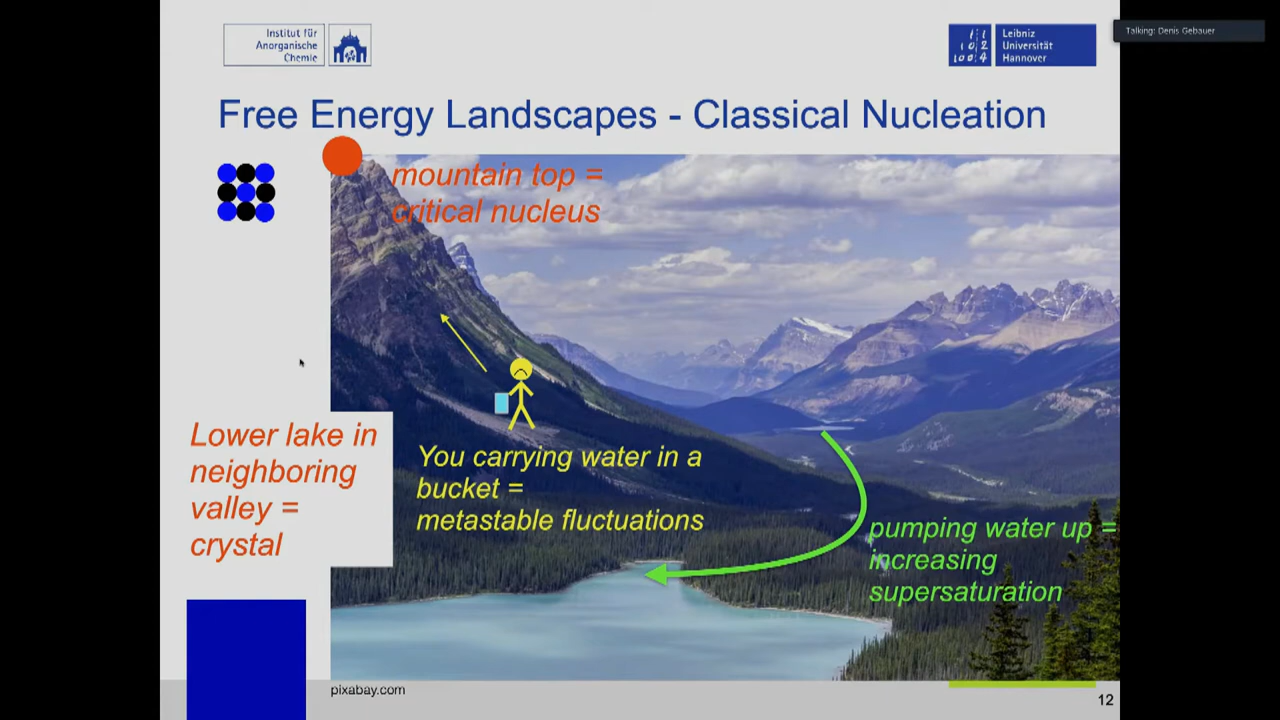 Institut für
Anorganische
Chemie
Leibniz
Universität
Hannover
Talking: Denis Gebauer
Free Energy Landscapes - Classical Nucleation
mountain top =
critical nucleus
Lower lake in
neighboring
valley =
crystal
You carrying water in a
bucket =
metastable fluctuations
pumping water up =
increasing
supersaturation
pixabay.com
12